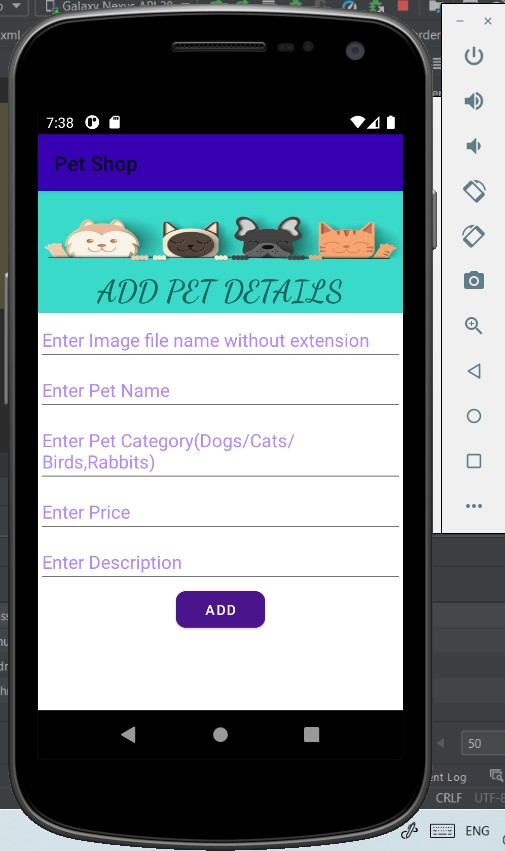 Galaxy Nexus API 30
xml
7:38
Pet Shop
ADD PET DETAILS
Enter Image file name without extension
Enter Pet Name
Enter Pet Category(Dogs/Cats/
Birds,Rabbits)
Enter Price
Enter Description
ADD
50
ent Log
CRLF
UTF-8
ENG